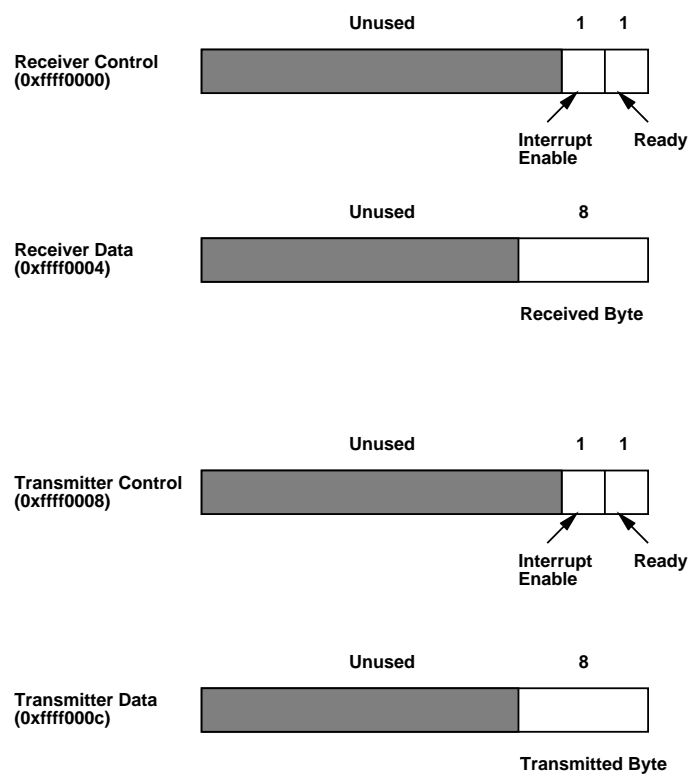 Unused 1 1
Receiver Control
(0xffff0000)
Interrupt Ready
Enable
Unused 8
Receiver Data
(0xffff0004)
Received Byte
Unused 1 1
Transmitter Control
(0xffff0008)
Interrupt Ready
Enable
Unused 8
Transmitter Data
(0xffff000c)
Transmitted Byte